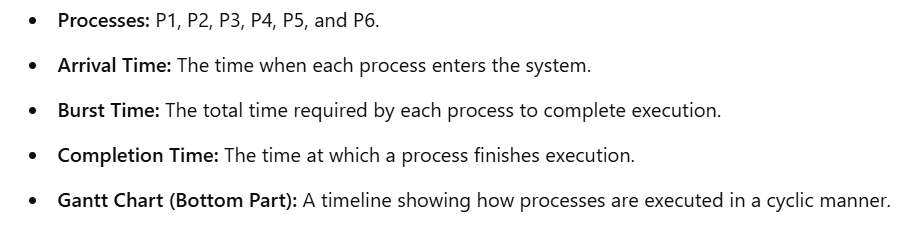 • Processes: P1, P2, P3, P4, P5, and P6.
• Arrival Time: The time when each process enters the system.
• Burst Time: The total time required by each process to complete execution.
• Completion Time: The time at which a process finishes execution.
• Gantt Chart (Bottom Part): A timeline showing how processes are executed in a cyclic manner.